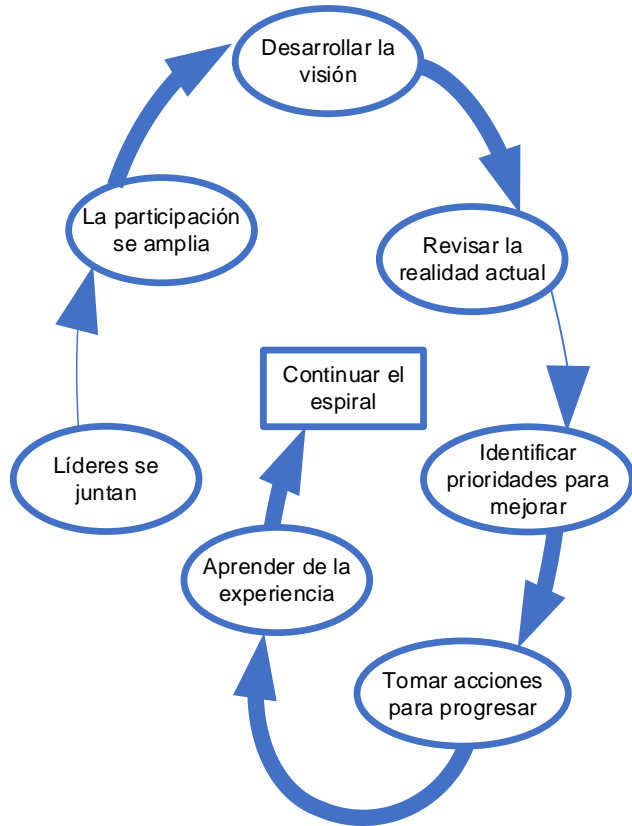 Desarrollar la
visión
La participación
se amplia
Revisar la
realidad actual
Continuar el
espiral
Líderes se
juntan
Identificar
prioridades para
mejorar
Aprender de la
experiencia
Tomar acciones
para progresar